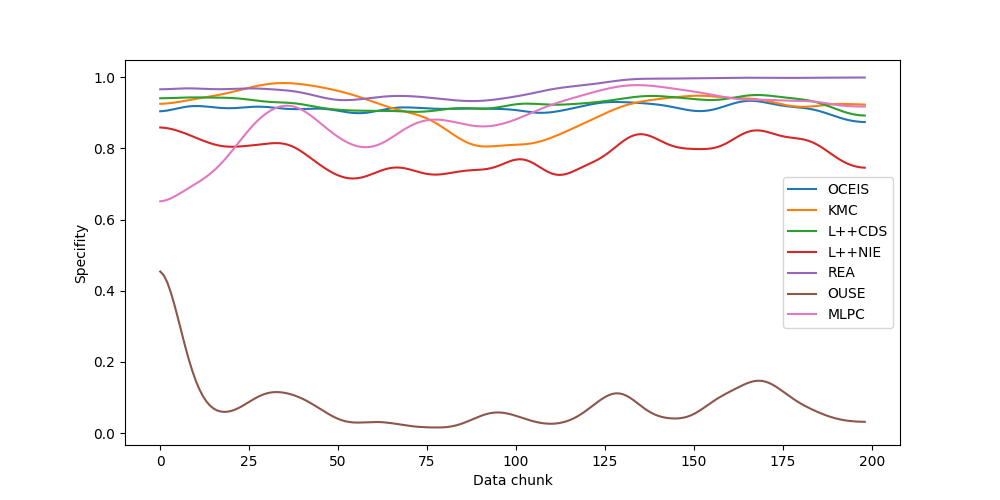 1.0
0.8
0.6
0.4
0.2
0.0
Specifity
0 25 50 75 100 125 150 175 200
Data chunk
OCEIS
KMC
L++CDS
L++NIE
REA
OUSE
MLPC